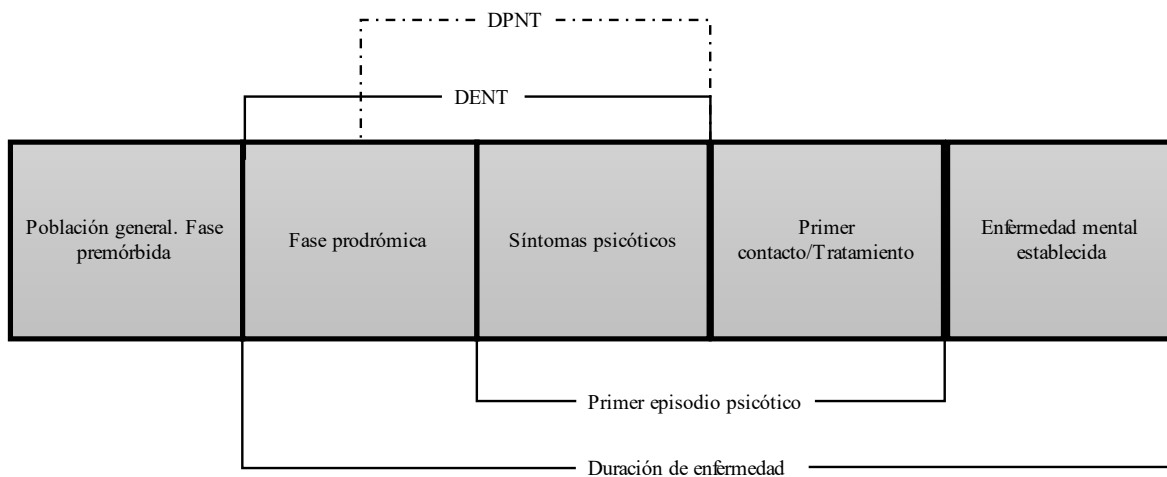 DPNT
DENT
Población general. Fase
premórbida
Fase prodrómica
Síntomas psicóticos
Primer
contacto/Tratamiento
Enfermedad mental
establecida
Primer episodio psicótico
Duración de enfermedad